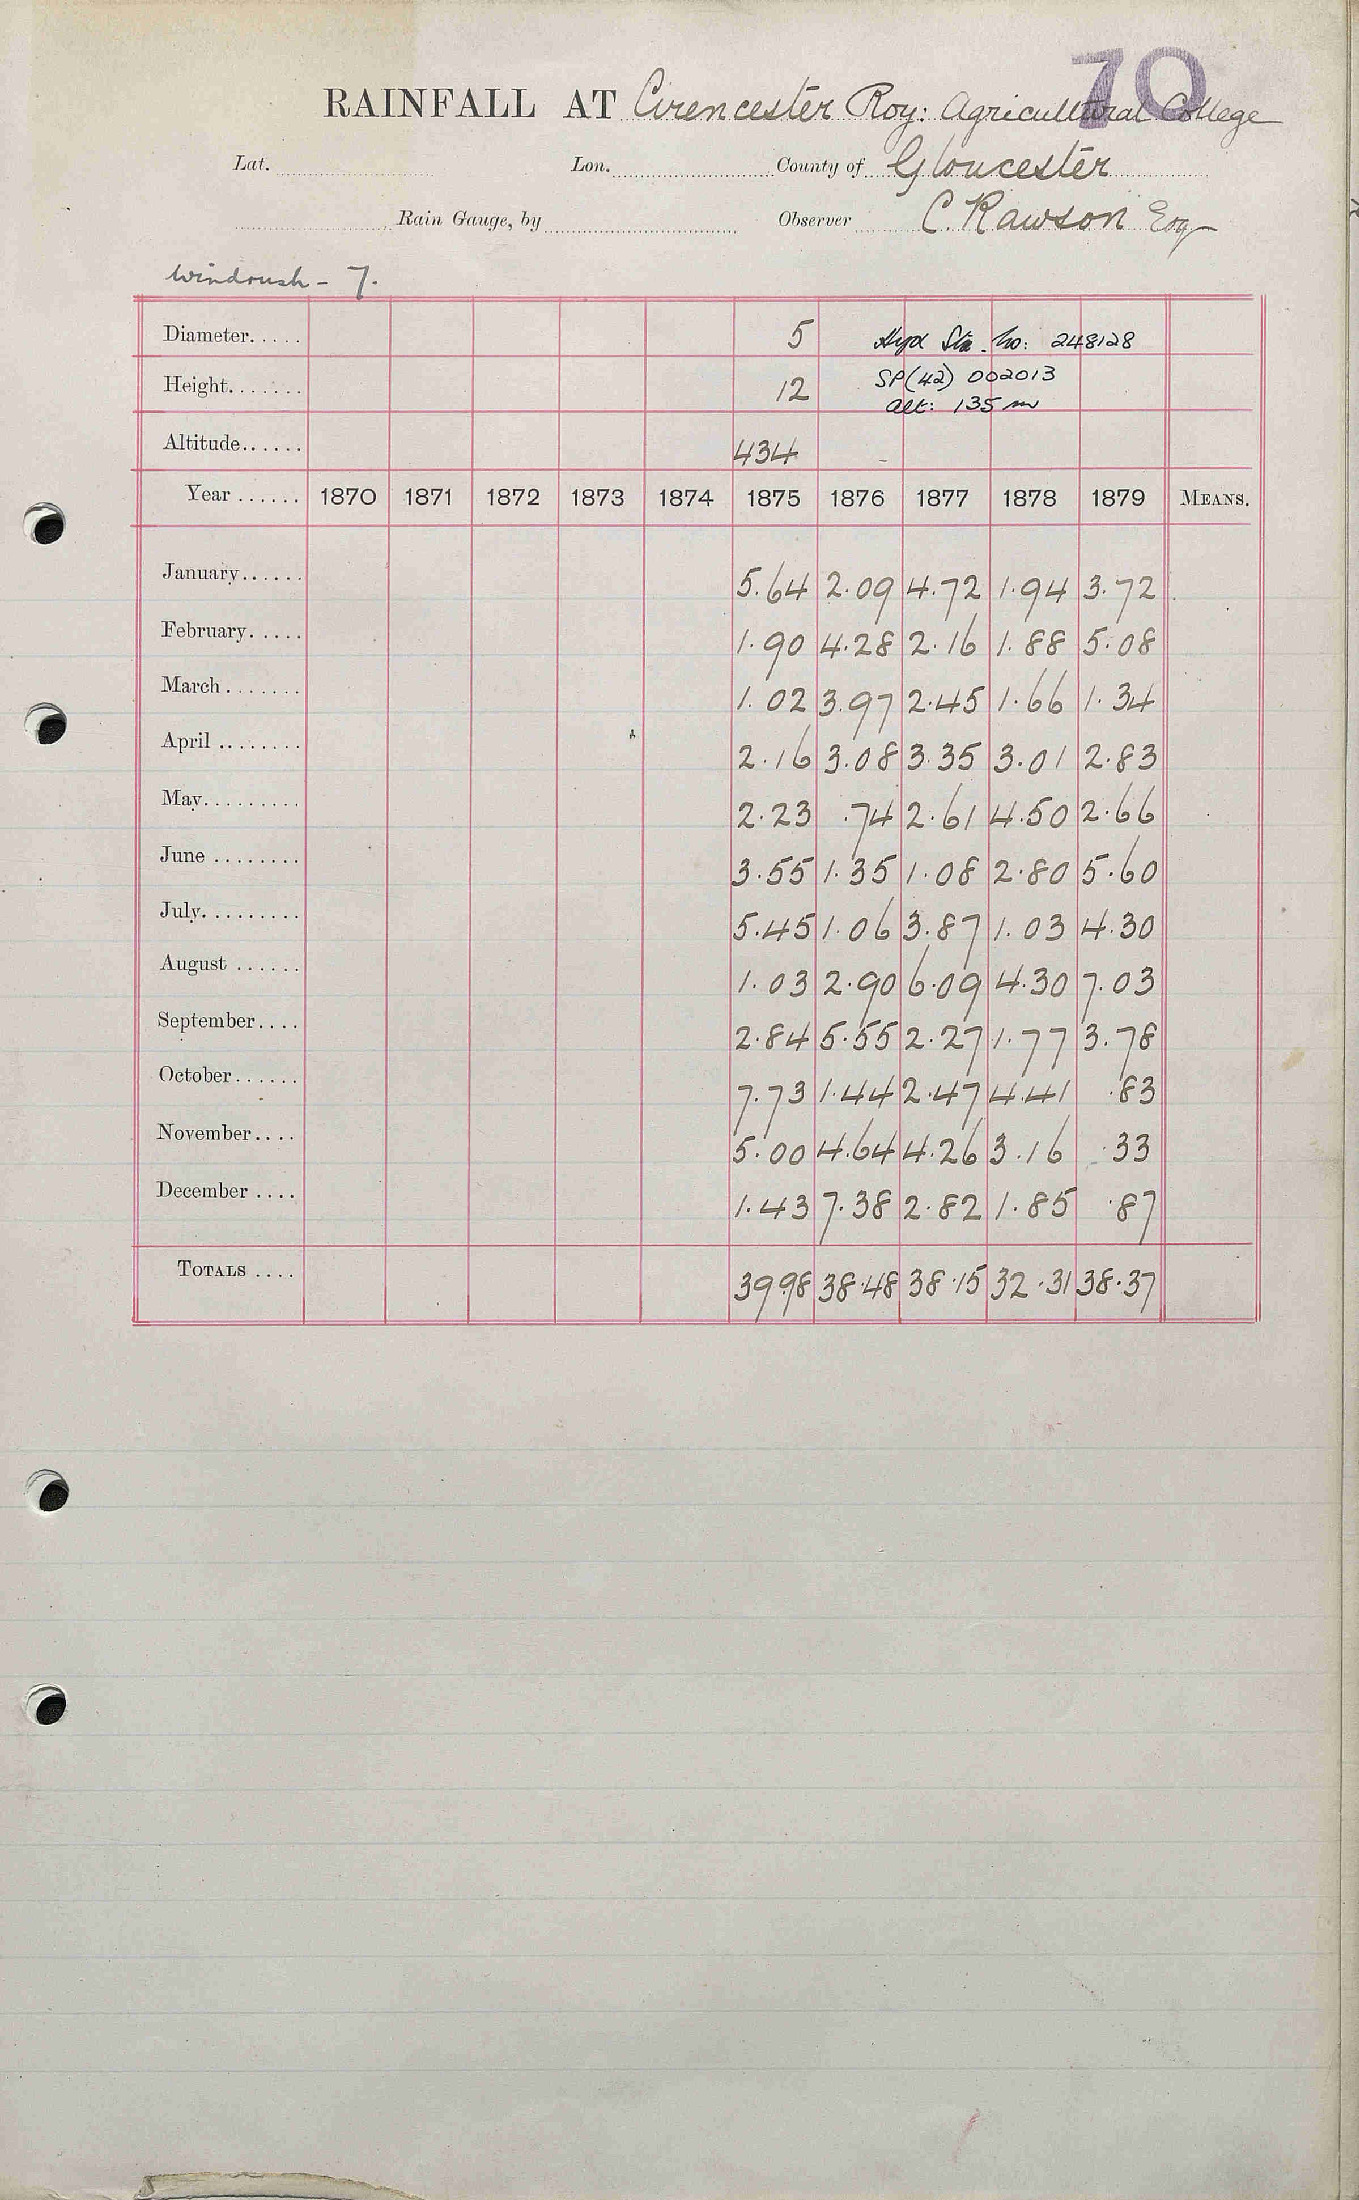 70
RAINFALL AT Cirencester Roy: Agricultural College
Lat. Lon. County of Gloucester
Rain Gauge, by Observer C. Rawson Esq
Windrush - 7.
Diameter..... 5 Hyd Stn. No: 248128
Height....... 12 SP(42) 002013
alt: 135 m
Altitude...... 434 -
Year ...... 1870 1871 1872 1873 1874 1875 1876 1877 1878 1879 MEANS.
January...... 5.64 2.09 4.72 1.94 3.72
February..... 1.90 4.28 2.16 1.88 5.08
March ....... 1.02 3.97 2.45 1.66 1.34
April ........ 2.16 3.08 3.35 3.01 2.83
May......... 2.23 .74 2.61 4.50 2.66
June ........ 3.55 1.35 1.08 2.80 5.60
July......... 5.45 1.06 3.87 1.03 4.30
August ...... 1.03 2.90 6.09 4.30 7.03
September.... 2.84 5.55 2.27 1.77 3.78
October...... 7.73 1.44 2.47 4.41 .83
November.... 5.00 4.64 4.26 3.16 .33
December .... 1.43 7.38 2.82 1.85 .87
TOTALS .... 39.98 38.48 38.15 32.31 38.37